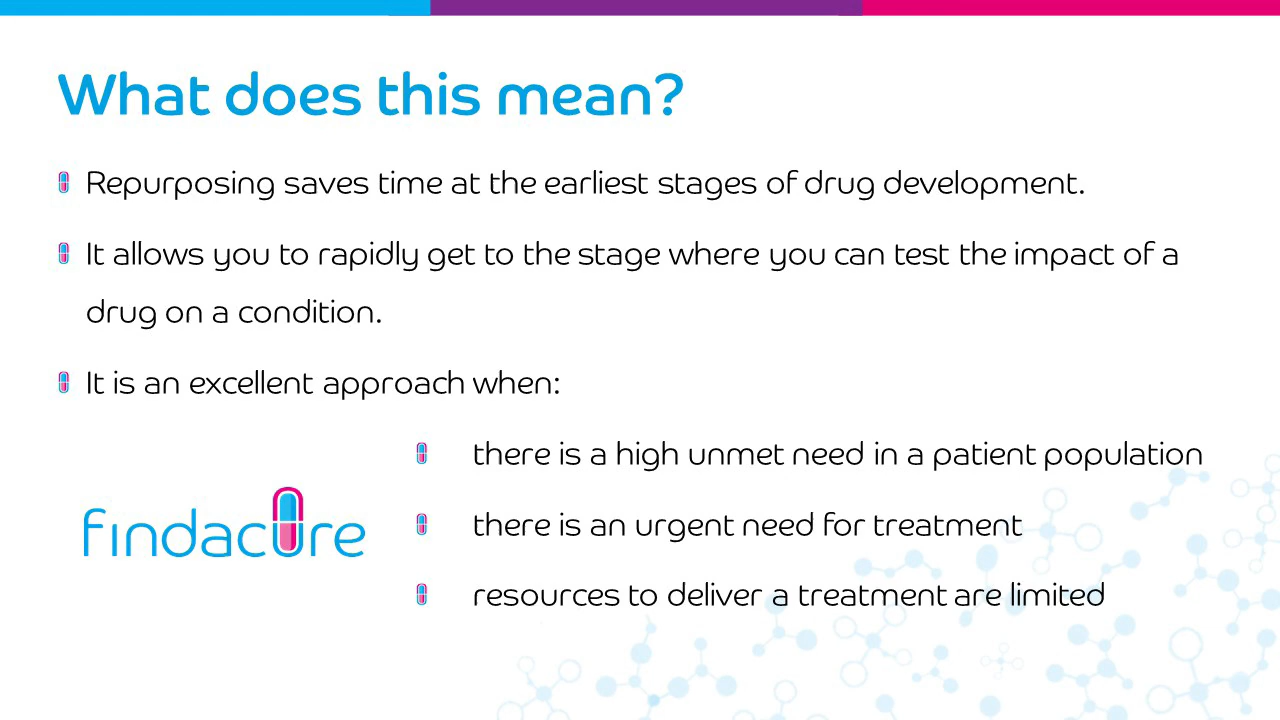 What does this mean?
Repurposing saves time at the earliest stages of drug development.
It allows you to rapidly get to the stage where you can test the impact of a
drug on a condition.
It is an excellent approach when:
there is a high unmet need in a patient population
there is an urgent need for treatment
resources to deliver a treatment are limited
findacure